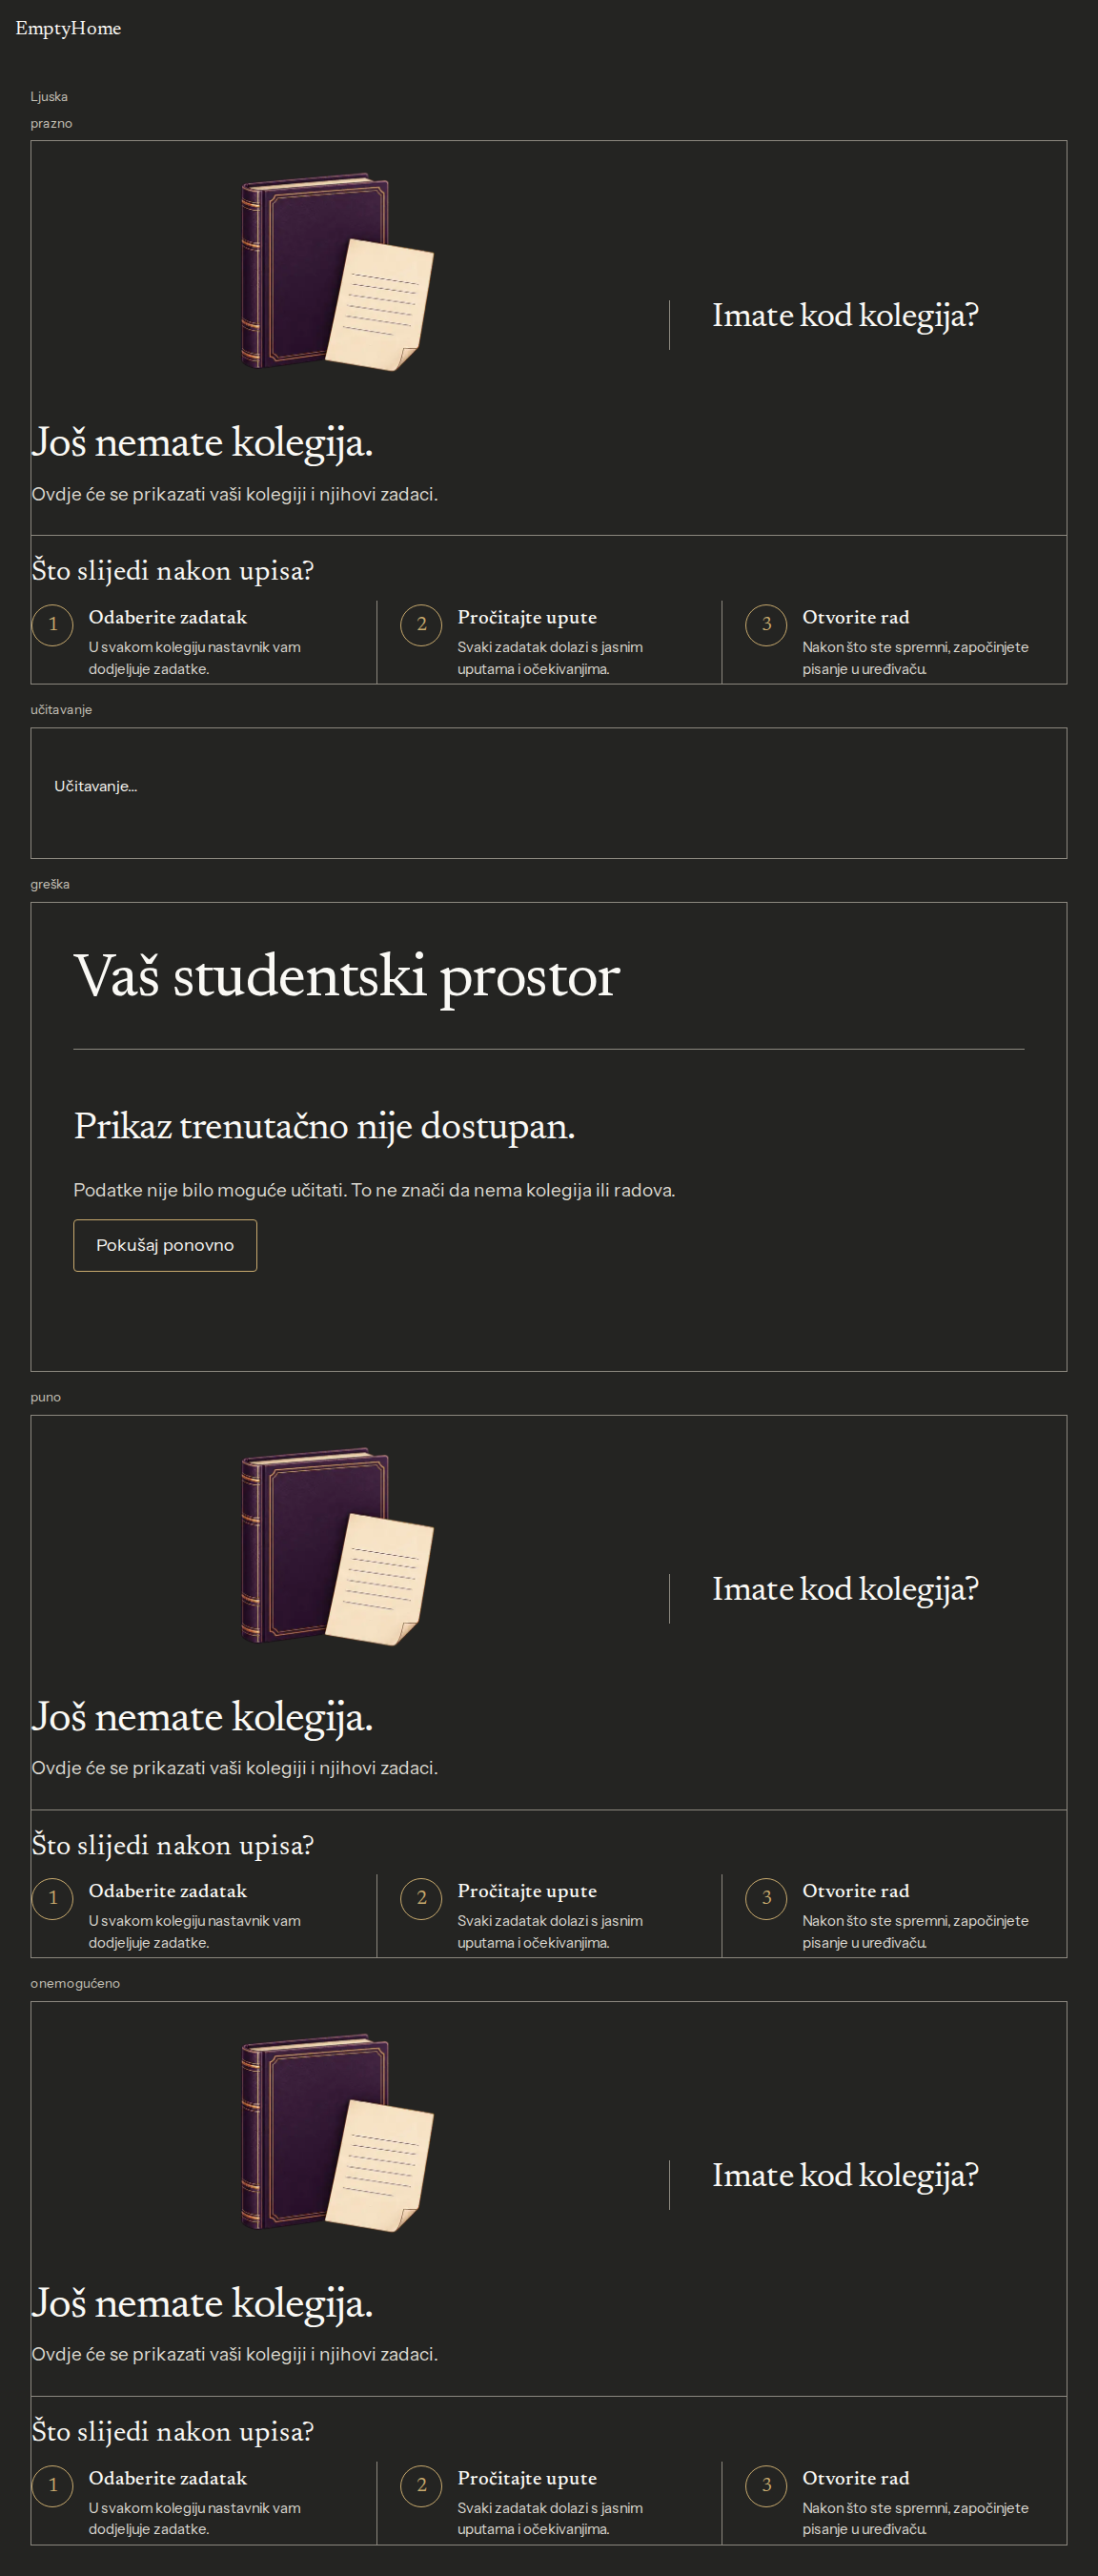 EmptyHome
Ljuska
prazno
Imate kod kolegija?
Još nemate kolegija.
Ovdje će se prikazati vaši kolegiji i njihovi zadaci.
Što slijedi nakon upisa?
1
Odaberite zadatak
U svakom kolegiju nastavnik vam
dodjeljuje zadatke.
2
Pročitajte upute
Svaki zadatak dolazi s jasnim
uputama i očekivanjima.
3
Otvorite rad
Nakon što ste spremni, započinjete
pisanje u uređivaču.
učitavanje
Učitavanje...
greška
Vaš studentski prostor
Prikaz trenutačno nije dostupan.
Podatke nije bilo moguće učitati. To ne znači da nema kolegija ili radova.
Pokušaj ponovno
puno
Imate kod kolegija?
Još nemate kolegija.
Ovdje će se prikazati vaši kolegiji i njihovi zadaci.
Što slijedi nakon upisa?
1
Odaberite zadatak
U svakom kolegiju nastavnik vam
dodjeljuje zadatke.
2
Pročitajte upute
Svaki zadatak dolazi s jasnim
uputama i očekivanjima.
3
Otvorite rad
Nakon što ste spremni, započinjete
pisanje u uređivaču.
onemogućeno
Imate kod kolegija?
Još nemate kolegija.
Ovdje će se prikazati vaši kolegiji i njihovi zadaci.
Što slijedi nakon upisa?
1
Odaberite zadatak
U svakom kolegiju nastavnik vam
dodjeljuje zadatke.
2
Pročitajte upute
Svaki zadatak dolazi s jasnim
uputama i očekivanjima.
3
Otvorite rad
Nakon što ste spremni, započinjete
pisanje u uređivaču.